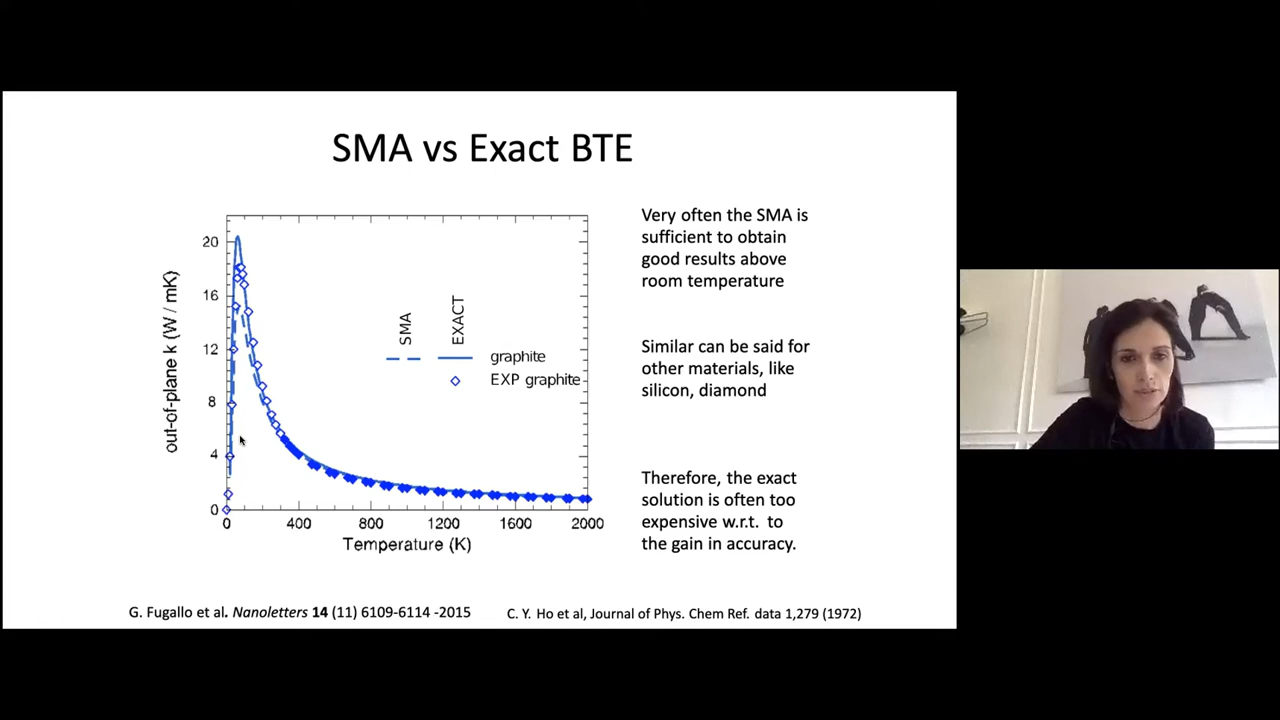 SMA vs Exact BTE
out-of-plane k (W / mK)
20
16
12
8
4
0
0 400 800 1200 1600 2000
Temperature (K)
SMA
EXACT
graphite
EXP graphite
Very often the SMA is
sufficient to obtain
good results above
room temperature
Similar can be said for
other materials, like
silicon, diamond
Therefore, the exact
solution is often too
expensive w.r.t. to
the gain in accuracy.
G. Fugallo et al. Nanoletters 14 (11) 6109-6114 -2015
C. Y. Ho et al, Journal of Phys. Chem Ref. data 1,279 (1972)